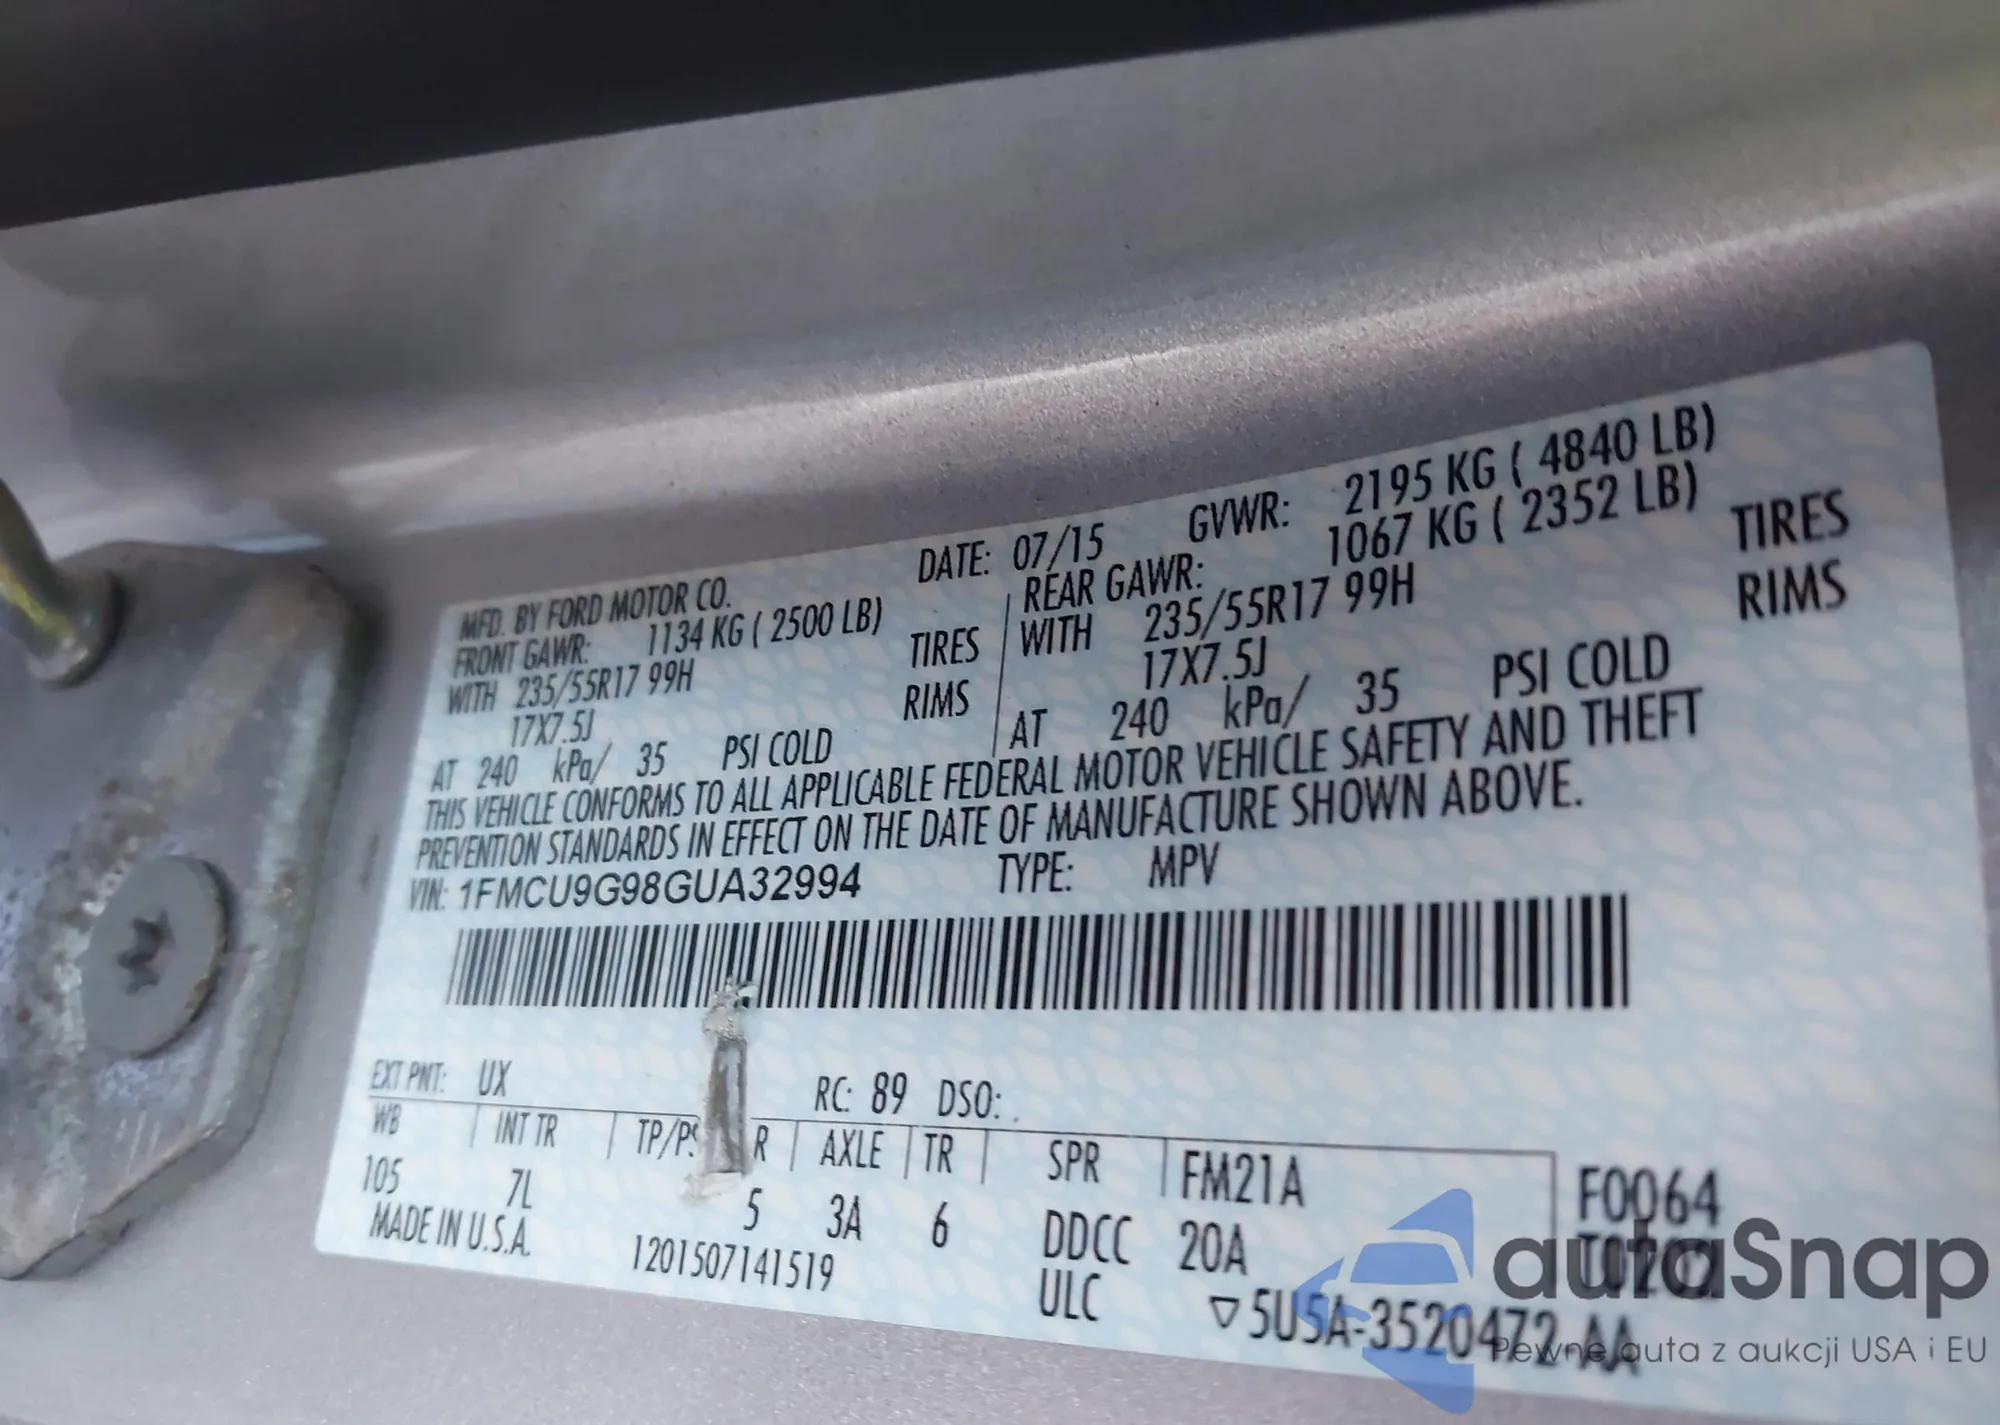 MFD. BY FORD MOTOR CO. DATE: 07/15 GVWR: 2195 KG ( 4840 LB)
FRONT GAWR: 1134 KG ( 2500 LB) REAR GAWR: 1067 KG ( 2352 LB)
WITH 235/55R17 99H TIRES WITH 235/55R17 99H TIRES
17X7.5J RIMS 17X7.5J RIMS
AT 240 kPa/ 35 PSI COLD AT 240 kPa/ 35 PSI COLD
THIS VEHICLE CONFORMS TO ALL APPLICABLE FEDERAL MOTOR VEHICLE SAFETY AND THEFT
PREVENTION STANDARDS IN EFFECT ON THE DATE OF MANUFACTURE SHOWN ABOVE.
VIN: 1FMCU9G98GUA32994 TYPE: MPV
EXT PNT: UX RC: 89 DSO:
WB INT TR TP/PS R AXLE TR SPR FM21A F0064
105 7L 5 3A 6 DDCC 20A
MADE IN U.S.A. 1201507141519 ULC ▽5U5A-3520472-AA
autaSnap
Pewne auta z aukcji USA i EU